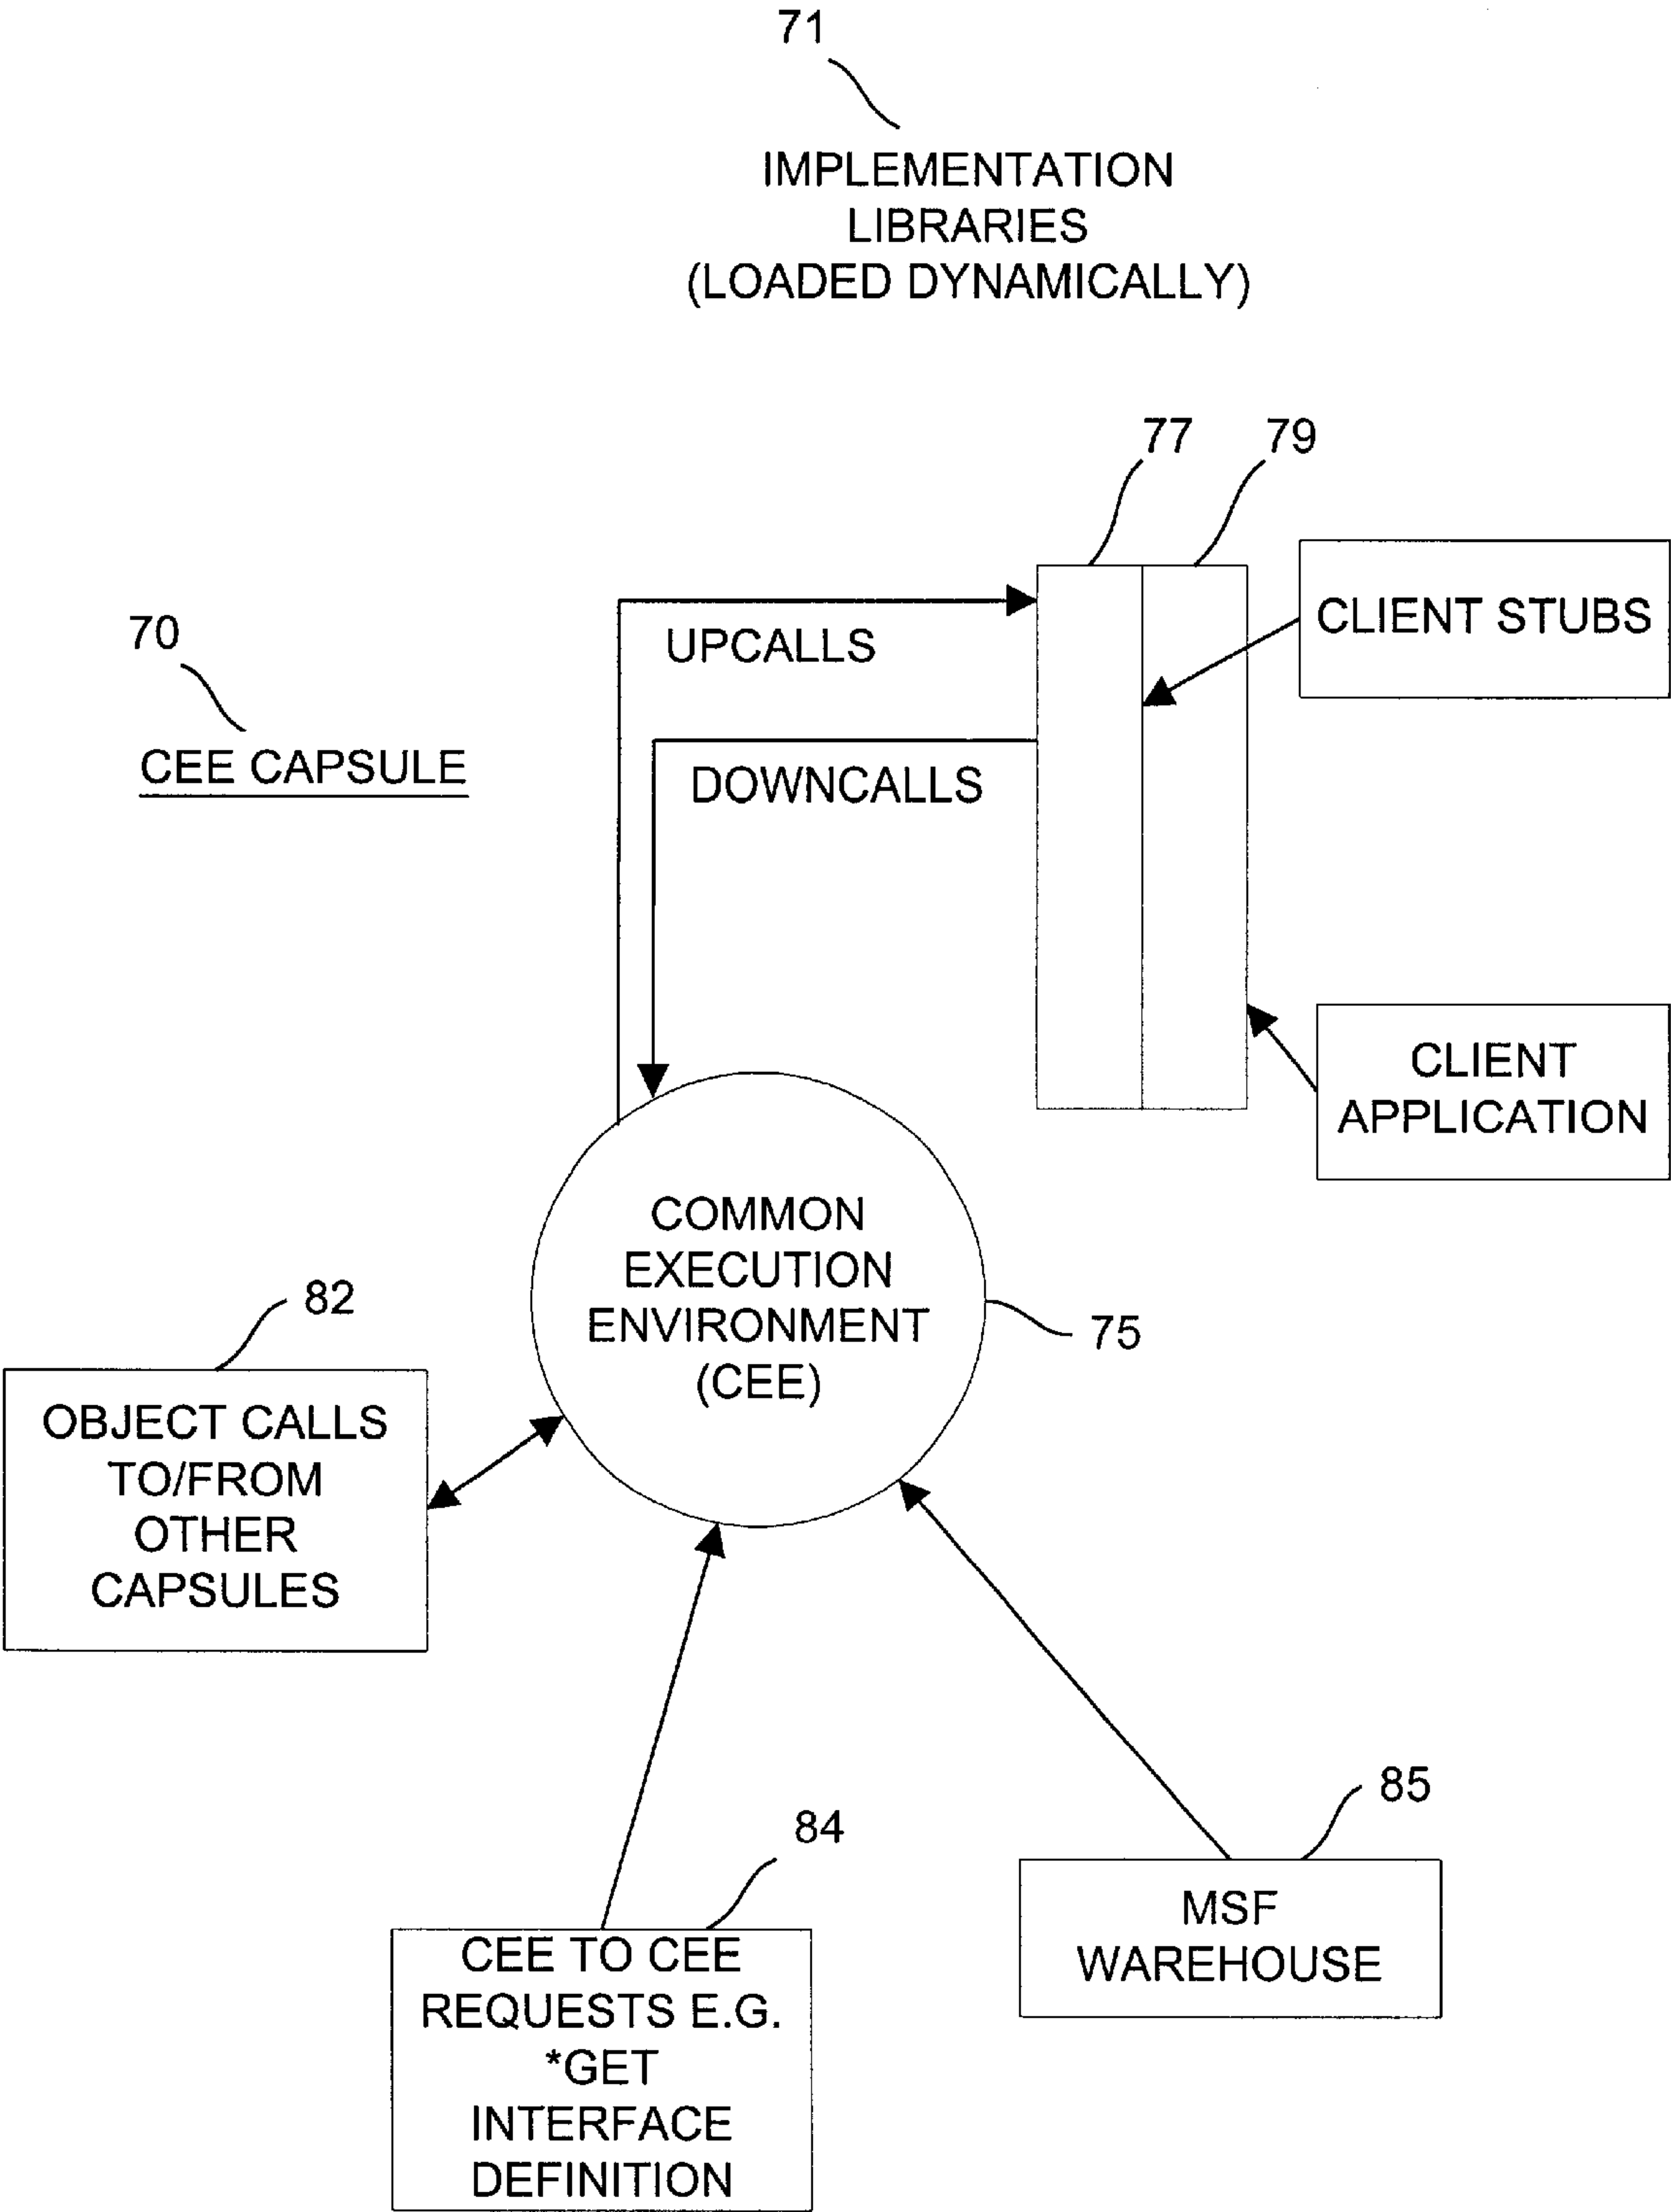 71
IMPLEMENTATION
LIBRARIES
(LOADED DYNAMICALLY)
77
79
CLIENT STUBS
UPCALLS
70
CEE CAPSULE
DOWNCALLS
CLIENT
APPLICATION
COMMON
EXECUTION
ENVIRONMENT
(CEE)
75
82
OBJECT CALLS
TO/FROM
OTHER
CAPSULES
84
CEE TO CEE
REQUESTS E.G.
*GET
INTERFACE
DEFINITION
85
MSF
WAREHOUSE